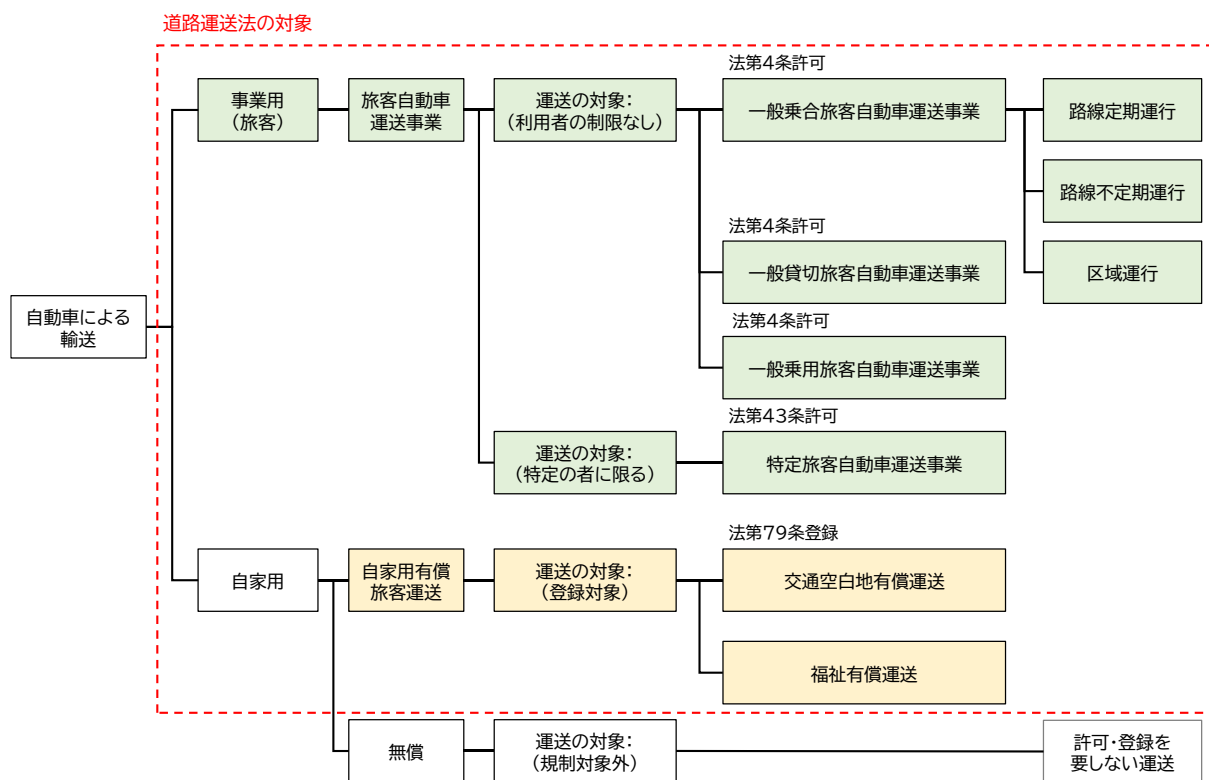 道路運送法の対象
法第4条許可
事業用
（旅客）
旅客自動車
運送事業
運送の対象：
（利用者の制限なし）
一般乗合旅客自動車運送事業
路線定期運行
路線不定期運行
法第4条許可
一般貸切旅客自動車運送事業
区域運行
自動車による
輸送
法第4条許可
一般乗用旅客自動車運送事業
法第43条許可
運送の対象：
（特定の者に限る）
特定旅客自動車運送事業
法第79条登録
自家用
自家用有償
旅客運送
運送の対象：
（登録対象）
交通空白地有償運送
福祉有償運送
無償
運送の対象：
（規制対象外）
許可・登録を
要しない運送